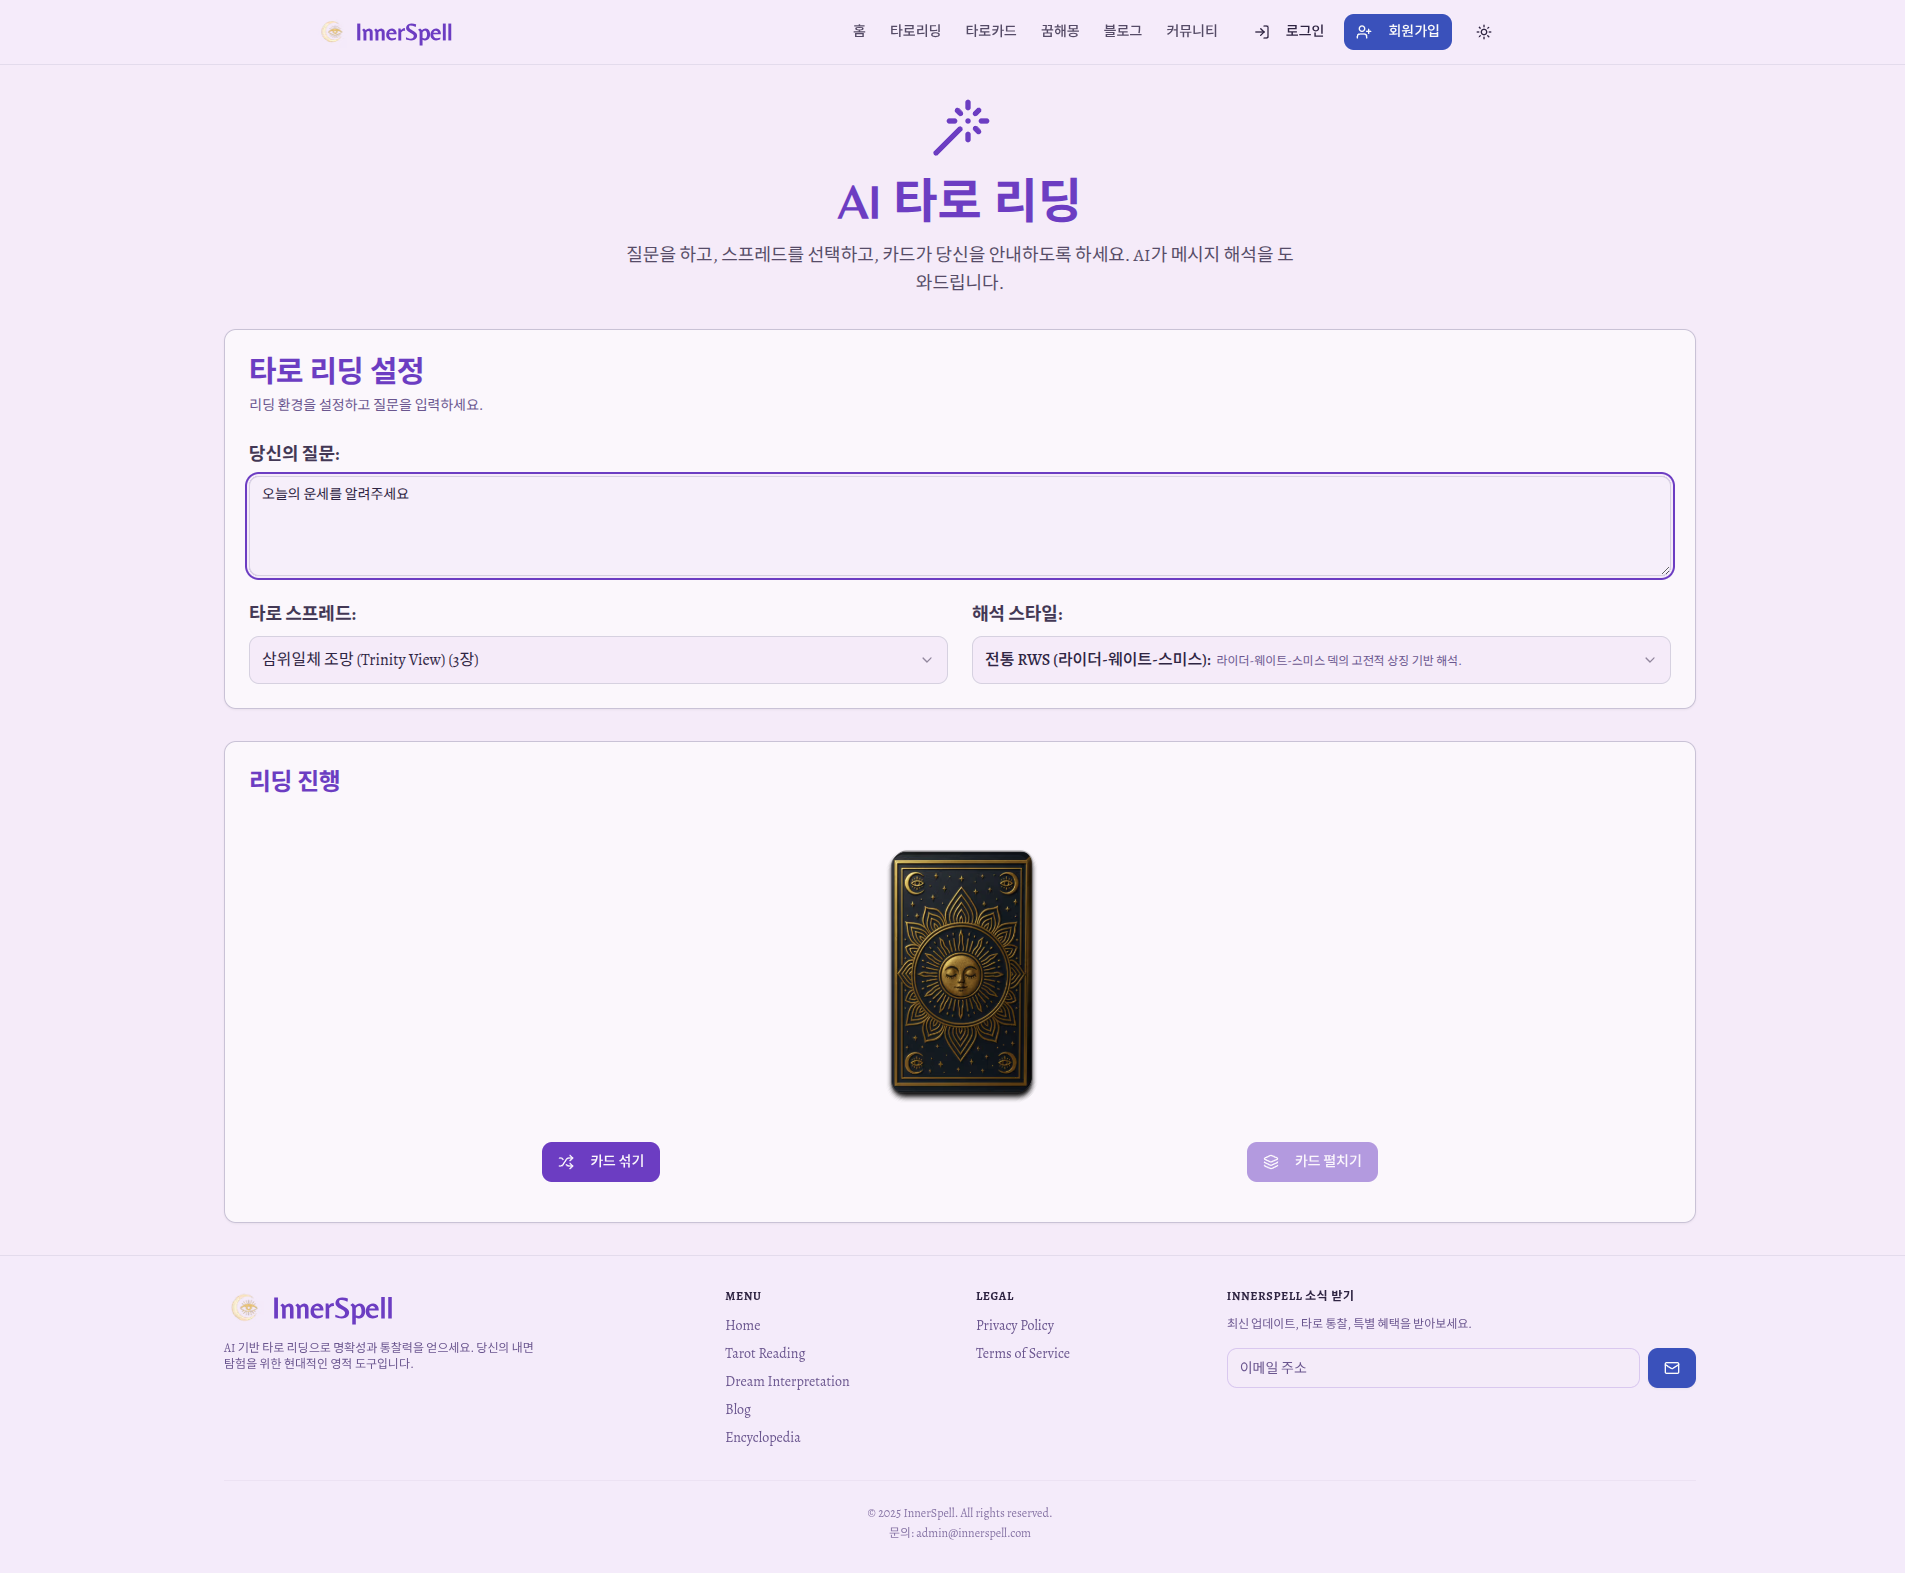 InnerSpell
홈 타로리딩 타로카드 꿈해몽 블로그 커뮤니티 로그인 회원가입
AI 타로 리딩
질문을 하고, 스프레드를 선택하고, 카드가 당신을 안내하도록 하세요. AI가 메시지 해석을 도
와드립니다.
타로 리딩 설정
리딩 환경을 설정하고 질문을 입력하세요.
당신의 질문:
오늘의 운세를 알려주세요
타로 스프레드:
삼위일체 조망 (Trinity View) (3장)
해석 스타일:
전통 RWS (라이더-웨이트-스미스): 라이더-웨이트-스미스 덱의 고전적 상징 기반 해석.
리딩 진행
카드 섞기
카드 펼치기
InnerSpell
AI 기반 타로 리딩으로 명확성과 통찰력을 얻으세요. 당신의 내면
탐험을 위한 현대적인 영적 도구입니다.
MENU
Home
Tarot Reading
Dream Interpretation
Blog
Encyclopedia
LEGAL
Privacy Policy
Terms of Service
INNERSPELL 소식 받기
최신 업데이트, 타로 통찰, 특별 혜택을 받아보세요.
이메일 주소
© 2025 InnerSpell. All rights reserved.
문의: admin@innerspell.com